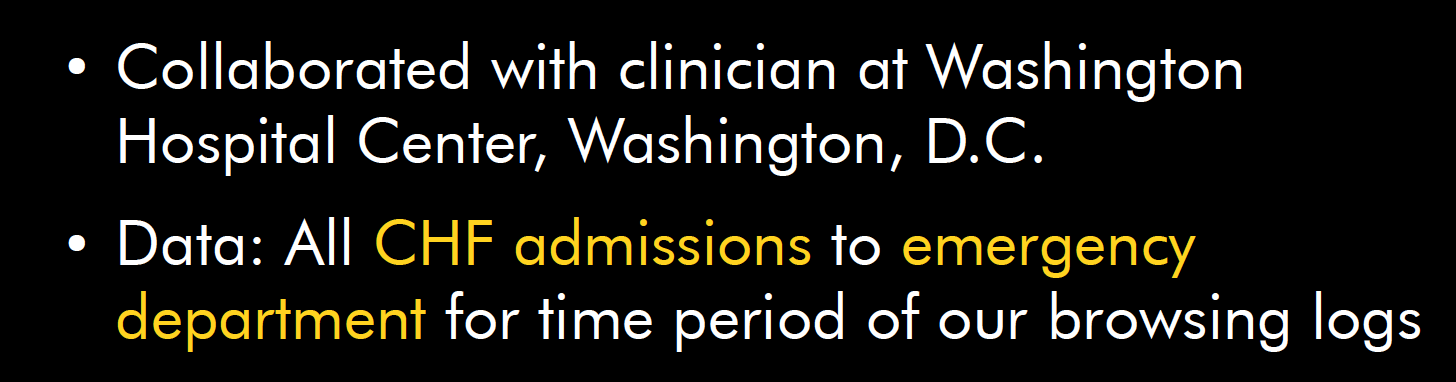 • Collaborated with clinician at Washington
Hospital Center, Washington, D.C.
• Data: All CHF admissions to emergency
department for time period of our browsing logs